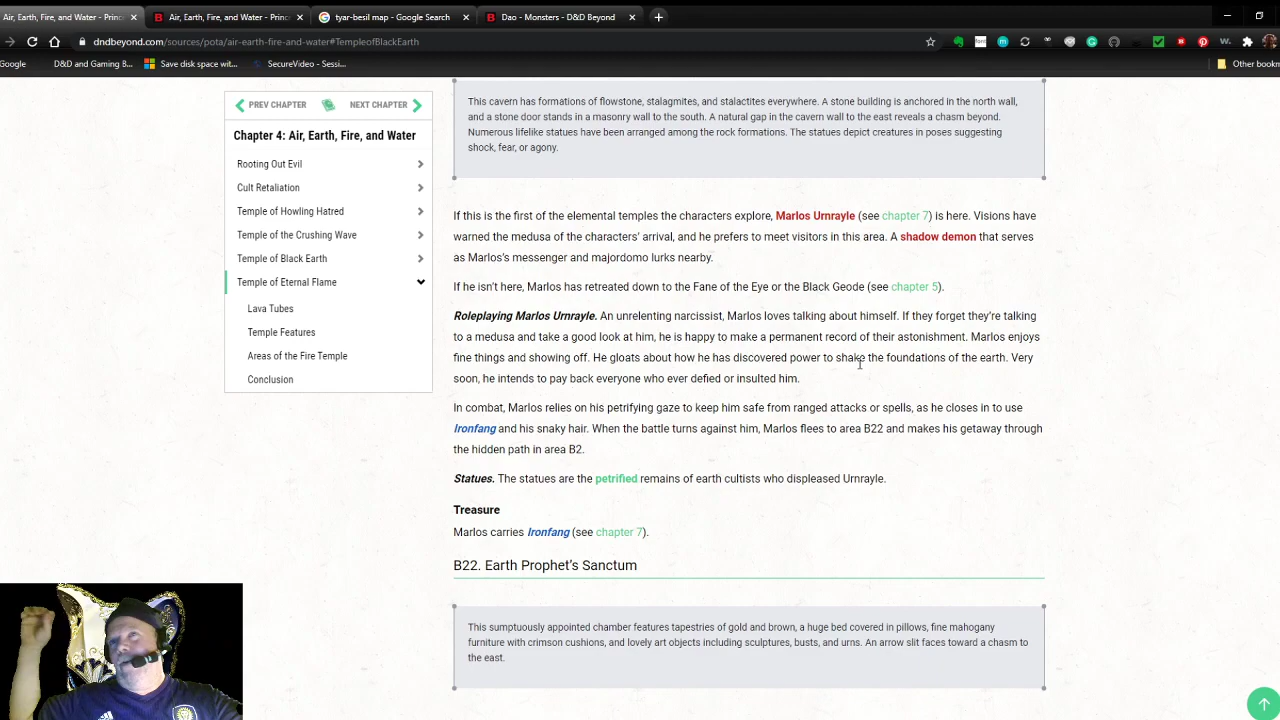 Air, Earth, Fire, and Water - Princ
Air, Earth, Fire, and Water - Princ
tyar-besil map - Google Search
Dao - Monsters - D&D Beyond
dndbeyond.com/sources/pota/air-earth-fire-and-water#TempleofBlackEarth
Google
D&D and Gaming B...
Save disk space wit...
SecureVideo - Sessi...
Other bookm
PREV CHAPTER
NEXT CHAPTER
Chapter 4: Air, Earth, Fire, and Water
Rooting Out Evil
Cult Retaliation
Temple of Howling Hatred
Temple of the Crushing Wave
Temple of Black Earth
Temple of Eternal Flame
Lava Tubes
Temple Features
Areas of the Fire Temple
Conclusion
This cavern has formations of flowstone, stalagmites, and stalactites everywhere. A stone building is anchored in the north wall,
and a stone door stands in a masonry wall to the south. A natural gap in the cavern wall to the east reveals a chasm beyond.
Numerous lifelike statues have been arranged among the rock formations. The statues depict creatures in poses suggesting
shock, fear, or agony.
If this is the first of the elemental temples the characters explore, Marlos Urnrayle (see chapter 7) is here. Visions have
warned the medusa of the characters' arrival, and he prefers to meet visitors in this area. A shadow demon that serves
as Marlos's messenger and majordomo lurks nearby.
If he isn't here, Marlos has retreated down to the Fane of the Eye or the Black Geode (see chapter 5).
Roleplaying Marlos Urnrayle. An unrelenting narcissist, Marlos loves talking about himself. If they forget they're talking
to a medusa and take a good look at him, he is happy to make a permanent record of their astonishment. Marlos enjoys
fine things and showing off. He gloats about how he has discovered power to shake the foundations of the earth. Very
soon, he intends to pay back everyone who ever defied or insulted him.
In combat, Marlos relies on his petrifying gaze to keep him safe from ranged attacks or spells, as he closes in to use
Ironfang and his snaky hair. When the battle turns against him, Marlos flees to area B22 and makes his getaway through
the hidden path in area B2.
Statues. The statues are the petrified remains of earth cultists who displeased Urnrayle.
Treasure
Marlos carries Ironfang (see chapter 7).
B22. Earth Prophet's Sanctum
This sumptuously appointed chamber features tapestries of gold and brown, a huge bed covered in pillows, fine mahogany
furniture with crimson cushions, and lovely art objects including sculptures, busts, and urns. An arrow slit faces toward a chasm to
the east.